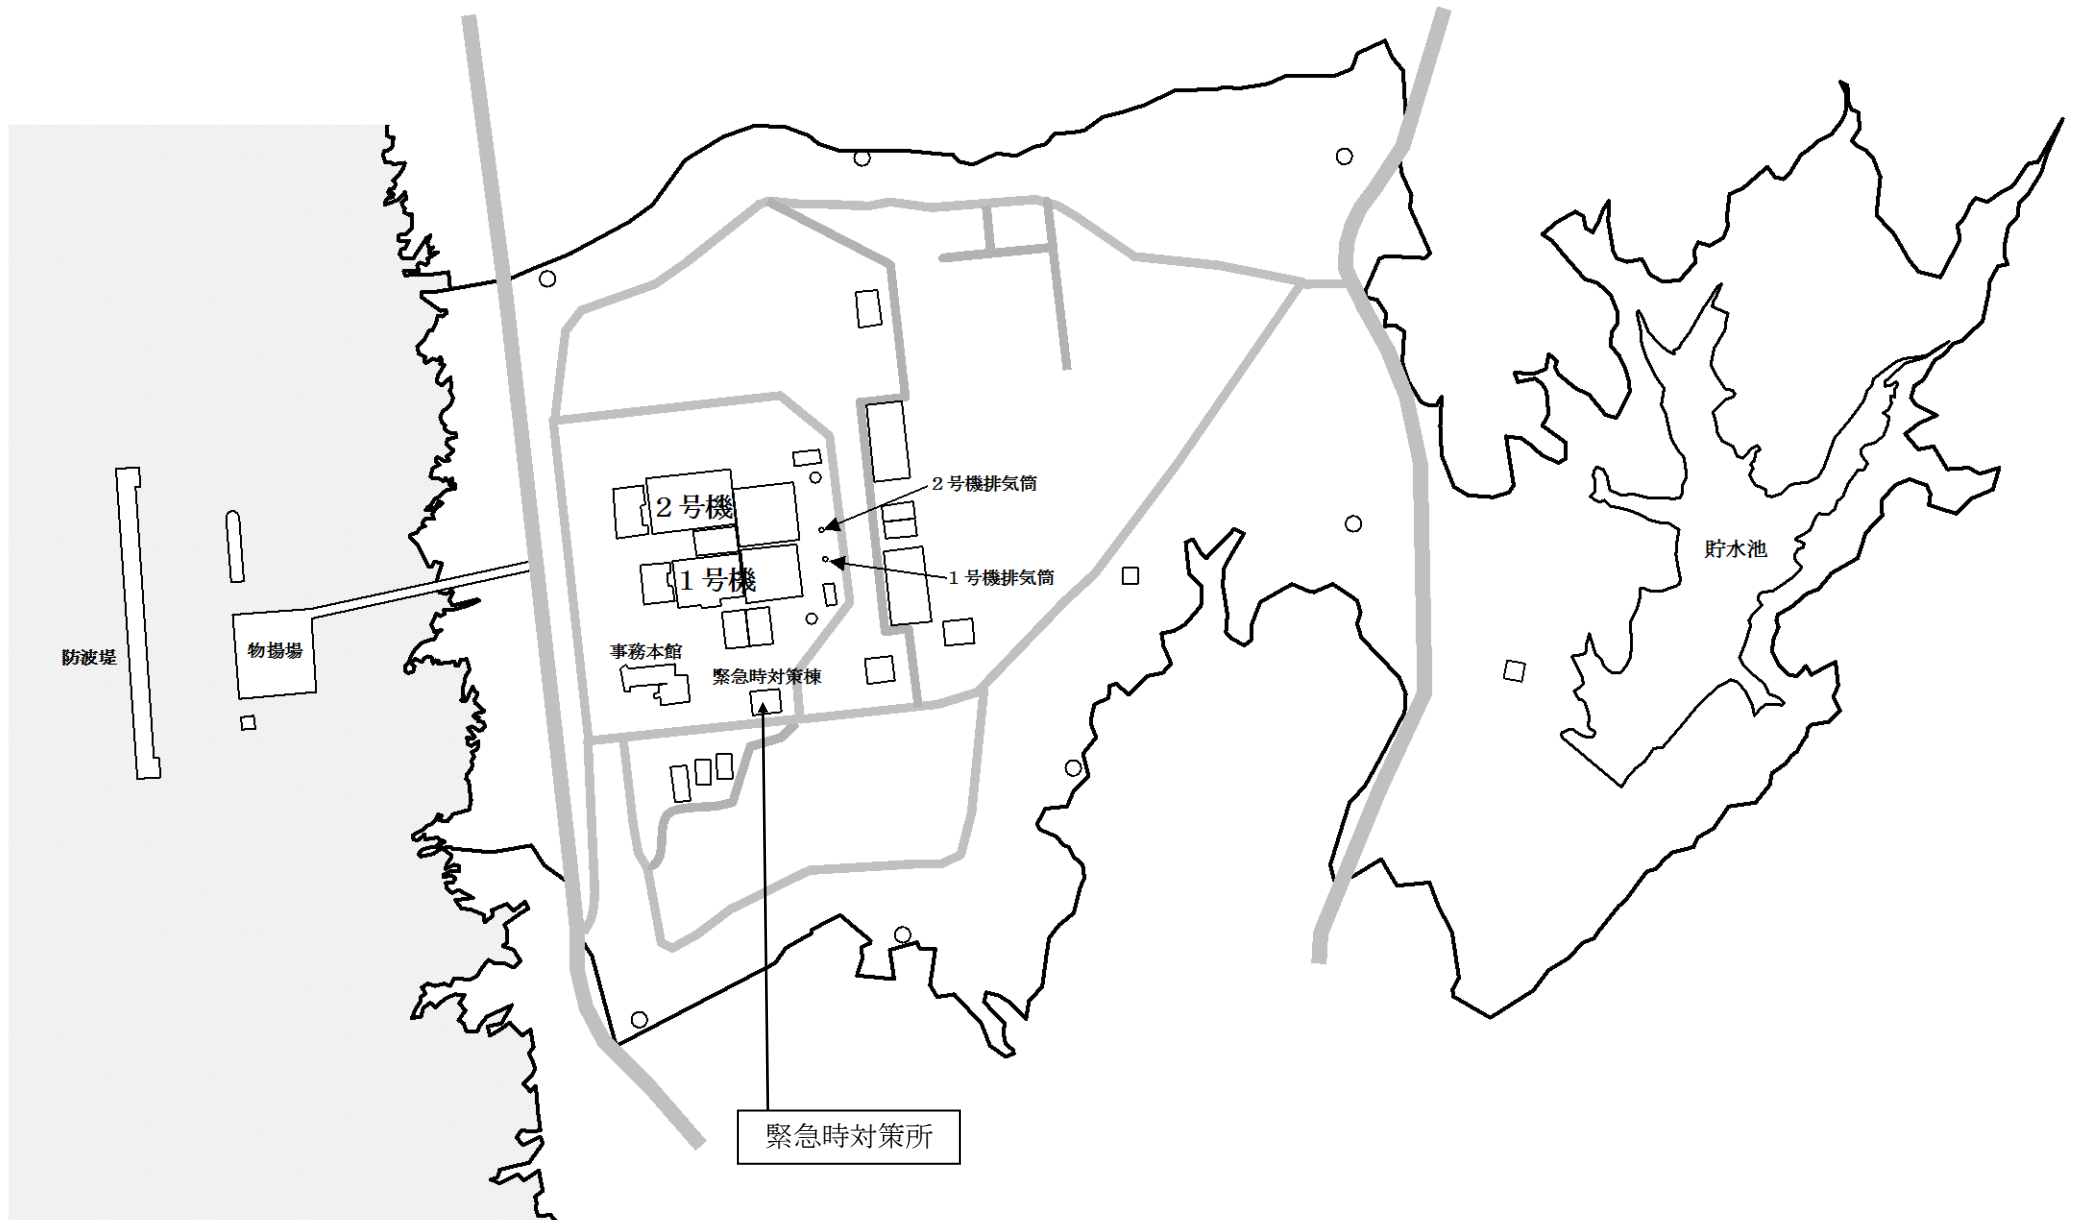 ２号機排気筒
２号機
１号機排気筒
１号機
貯水池
防波堤
物揚場
事務本館
緊急時対策棟
緊急時対策所